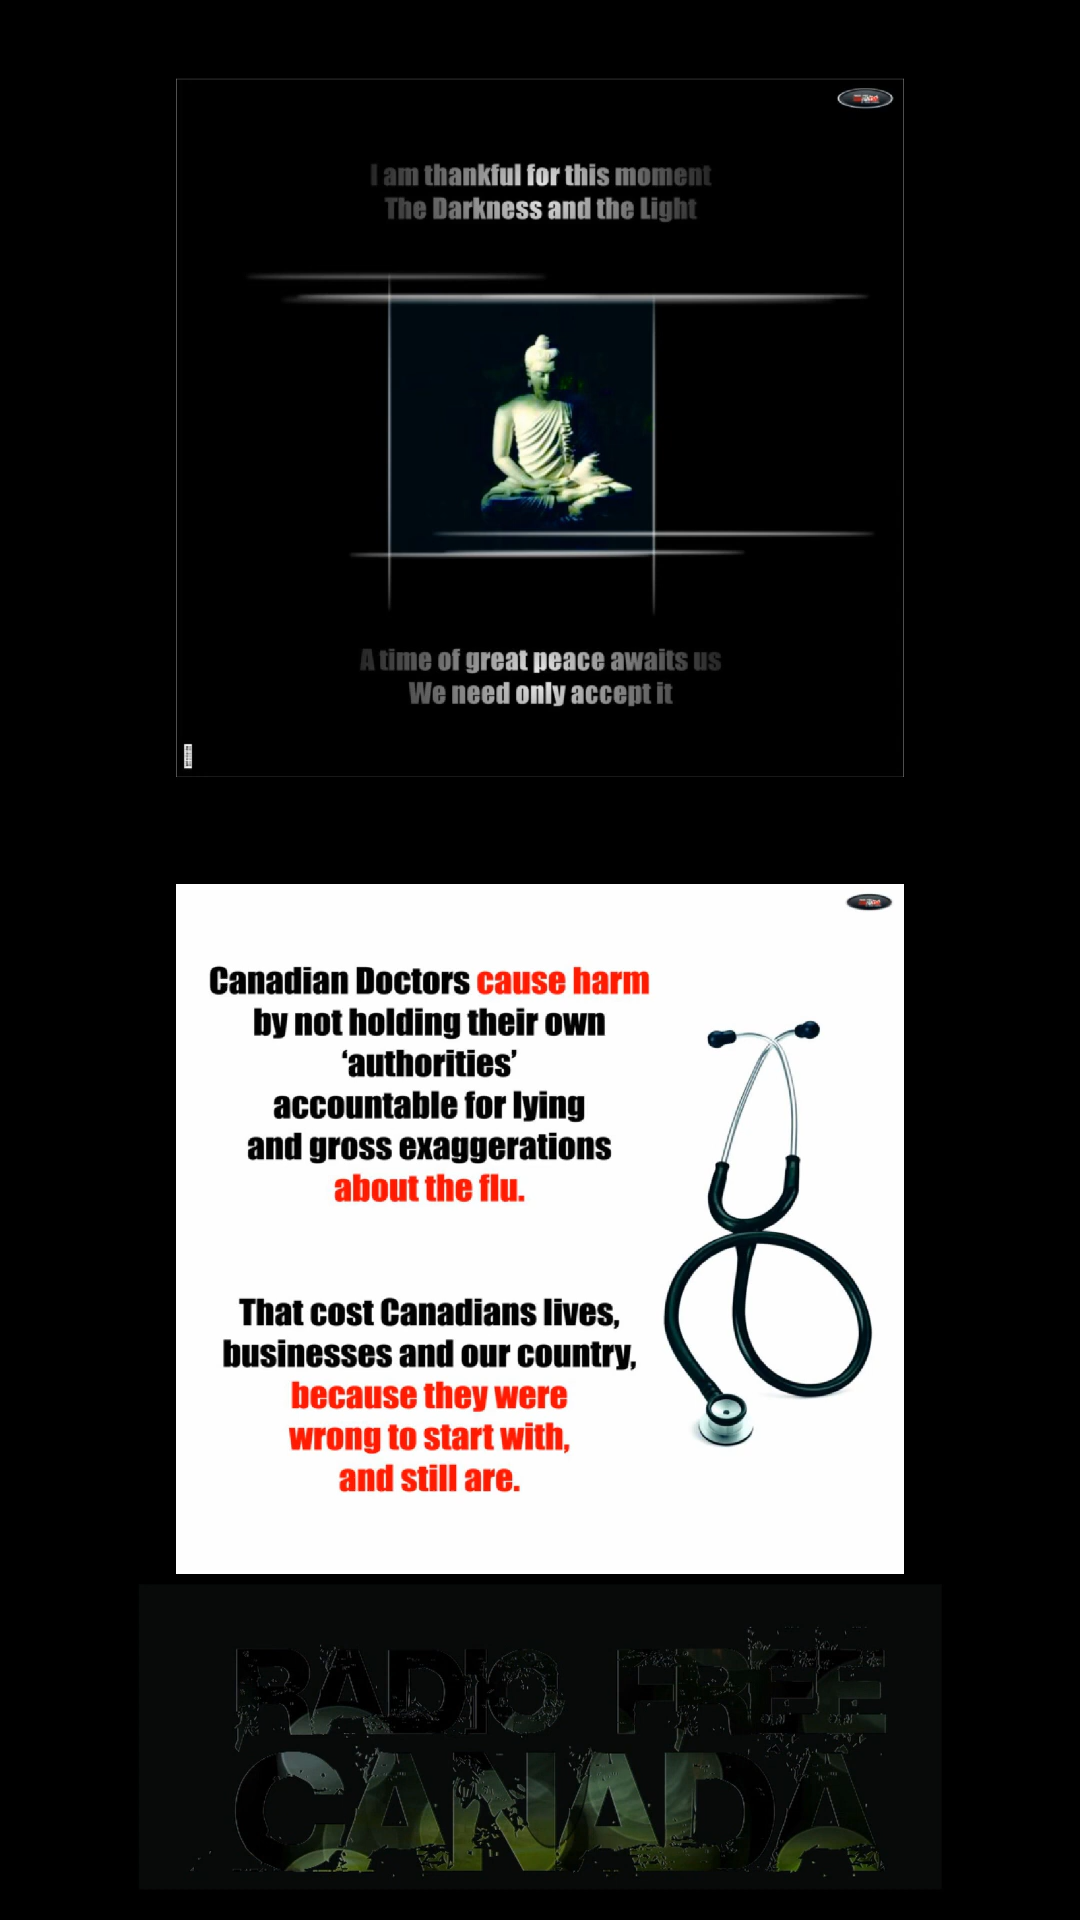 I am thankful for this moment
The Darkness and the Light
A time of great peace awaits us
We need only accept it
Canadian Doctors cause harm
by not holding their own
‘authorities’
accountable for lying
and gross exaggerations
about the flu.
That cost Canadians lives,
businesses and our country,
because they were
wrong to start with,
and still are.
RADIO FREE
CANADA